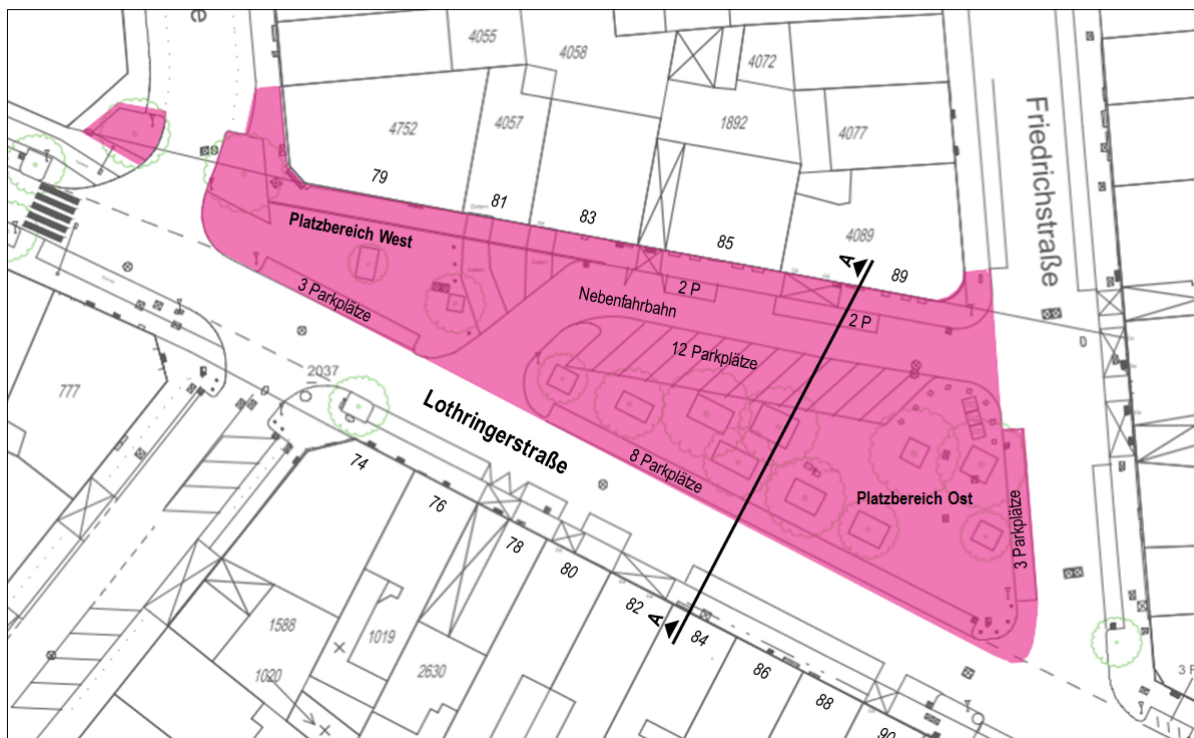 e
4055
4058
4072
4752
4057
1892
4077
4089
Friedrichstraße
79
81
83
85
89
A
Platzbereich West
2 P
2 P
3 Parkplätze
Nebenfahrbahn
12 Parkplätze
2037
777
Lothringerstraße
8 Parkplätze
Platzbereich Ost
3 Parkplätze
74
76
78
80
82
A
84
86
88
90
1588
1019
1020
2630
3 P